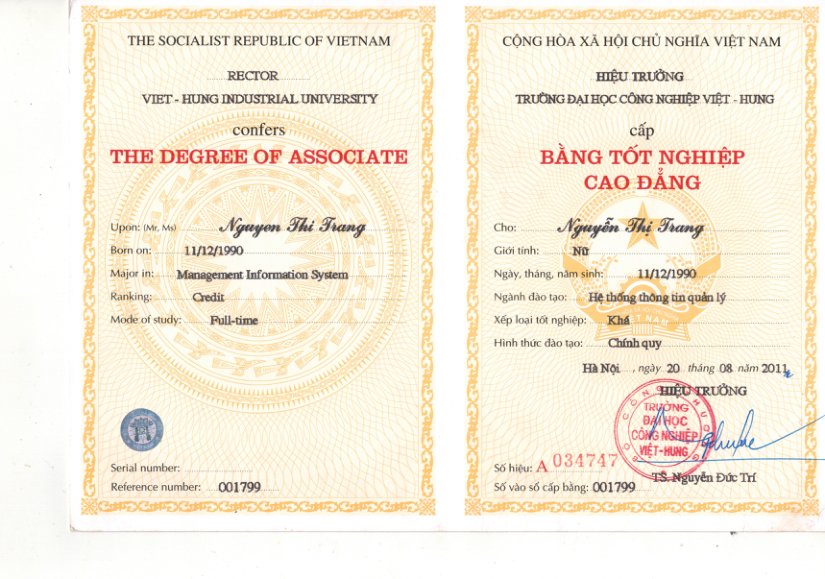 THE SOCIALIST REPUBLIC OF VIETNAM
RECTOR
VIET - HUNG INDUSTRIAL UNIVERSITY
confers
THE DEGREE OF ASSOCIATE
Upon: (Mr, Ms) Nguyon Thi Trang
Born on: 11/12/1990
Major in: Management Information System
Ranking: Credit
Mode of study: Full-time
Serial number:
Reference number: 001799
CỘNG HÒA XÃ HỘI CHỦ NGHĨA VIỆT NAM
HIỆU TRƯỞNG
TRƯỜNG ĐẠI HỌC CÔNG NGHIỆP VIỆT - HUNG
cấp
BẰNG TỐT NGHIỆP
CAO ĐẲNG
Cho: Nguyễn Thị Trang
Giới tính: Nữ
Ngày, tháng, năm sinh: 11/12/1990
Ngành đào tạo: Hệ thống thông tin quản lý
Xếp loại tốt nghiệp: Khá
VIỆT NAM
Hình thức đào tạo: Chính quy
Hà Nội, ngày 20 tháng 08 năm 2011
HIỆU TRƯỞNG
BỘ CÔNG THƯƠNG
TRƯỜNG
ĐẠI HỌC
CÔNG NGHIỆP
VIỆT-HUNG
Số hiệu: A 034747
TS. Nguyễn Đức Trí
Số vào sổ cấp bằng: 001799